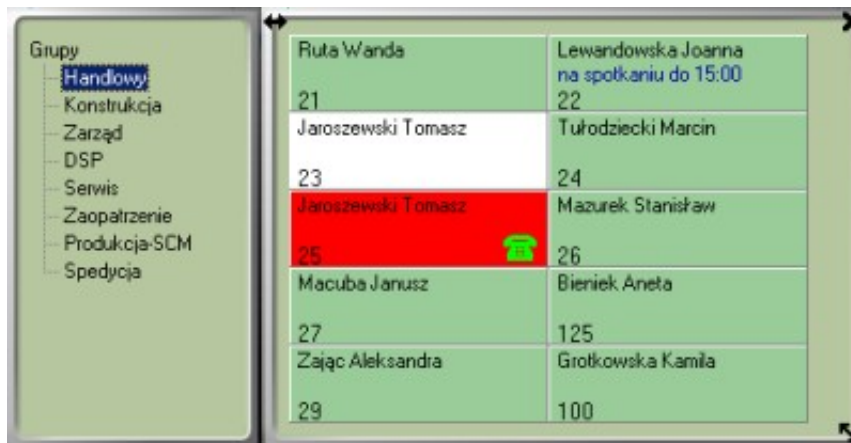 Grupy
Handlowy
Konstrukcja
Zarząd
DSP
Serwis
Zaopatrzenie
Produkcja-SCM
Spedycja
Ruta Wanda
21
Lewandowska Joanna
na spotkaniu do 15:00
22
Jaroszewski Tomasz
23
Tułodziecki Marcin
24
Jaroszewski Tomasz
25
Mazurek Stanisław
26
Macuba Janusz
27
Bieniek Aneta
125
Zając Aleksandra
29
Grotkowska Kamila
100